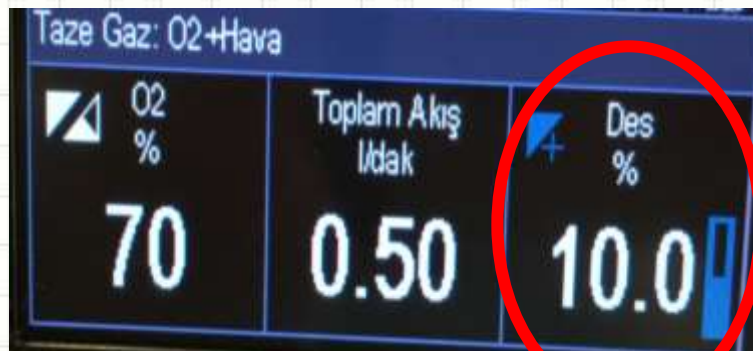 Taze Gaz: O2+Hava
O2
%
70
Toplam Akış
l/dak
0.50
Des
%
10.0